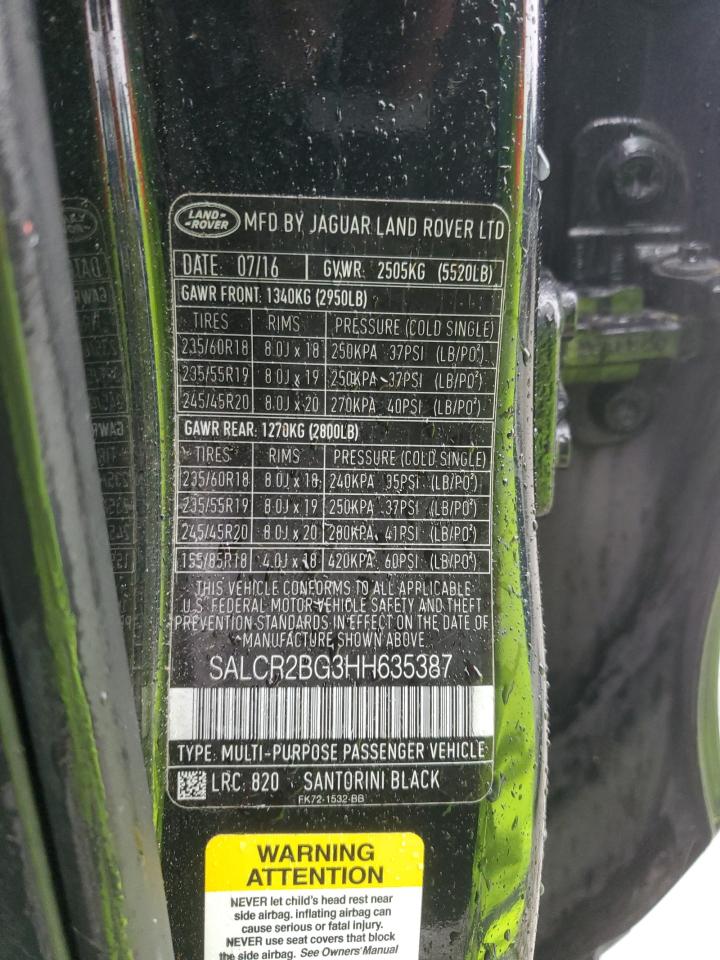 LAND ROVER MFD BY JAGUAR LAND ROVER LTD
DATE: 07/16 GVWR: 2505KG (5520LB)
GAWR FRONT: 1340KG (2950LB)
TIRES RIMS PRESSURE (COLD SINGLE)
235/60R18 8.0J x 18 250KPA 37PSI (LB/PO²)
235/55R19 8.0J x 19 250KPA 37PSI (LB/PO²)
245/45R20 8.0J x 20 270KPA 40PSI (LB/PO²)
GAWR REAR: 1270KG (2800LB)
TIRES RIMS PRESSURE (COLD SINGLE)
235/60R18 8.0J x 18 240KPA 35PSI (LB/PO²)
235/55R19 8.0J x 19 250KPA 37PSI (LB/PO²)
245/45R20 8.0J x 20 280KPA 41PSI (LB/PO²)
155/85R18 4.0J x 18 420KPA 60PSI (LB/PO²)
THIS VEHICLE CONFORMS TO ALL APPLICABLE
U.S. FEDERAL MOTOR VEHICLE SAFETY AND THEFT
PREVENTION STANDARDS IN EFFECT ON THE DATE OF
MANUFACTURE SHOWN ABOVE.
SALCR2BG3HH635387
TYPE: MULTI-PURPOSE PASSENGER VEHICLE
LRC: 820 SANTORINI BLACK
FK72-1532-BB
WARNING
ATTENTION
NEVER let child's head rest near
side airbag. inflating airbag can
cause serious or fatal injury.
NEVER use seat covers that block
the side airbag. See Owners' Manual